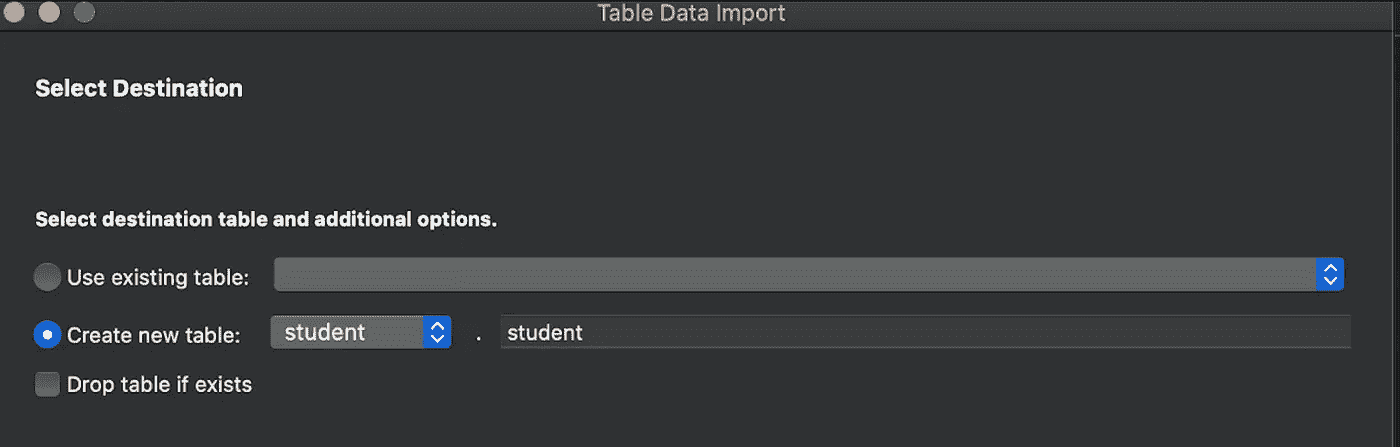 Table Data Import
Select Destination
Select destination table and additional options.
Use existing table:
Create new table: student . student
Drop table if exists